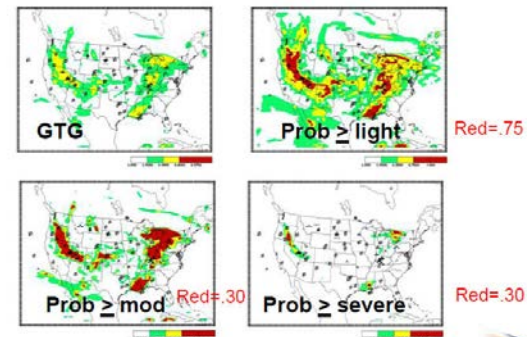 GTG
Prob ≥ light
Red=.75
Prob ≥ mod
Red=.30
Prob ≥ severe
Red=.30